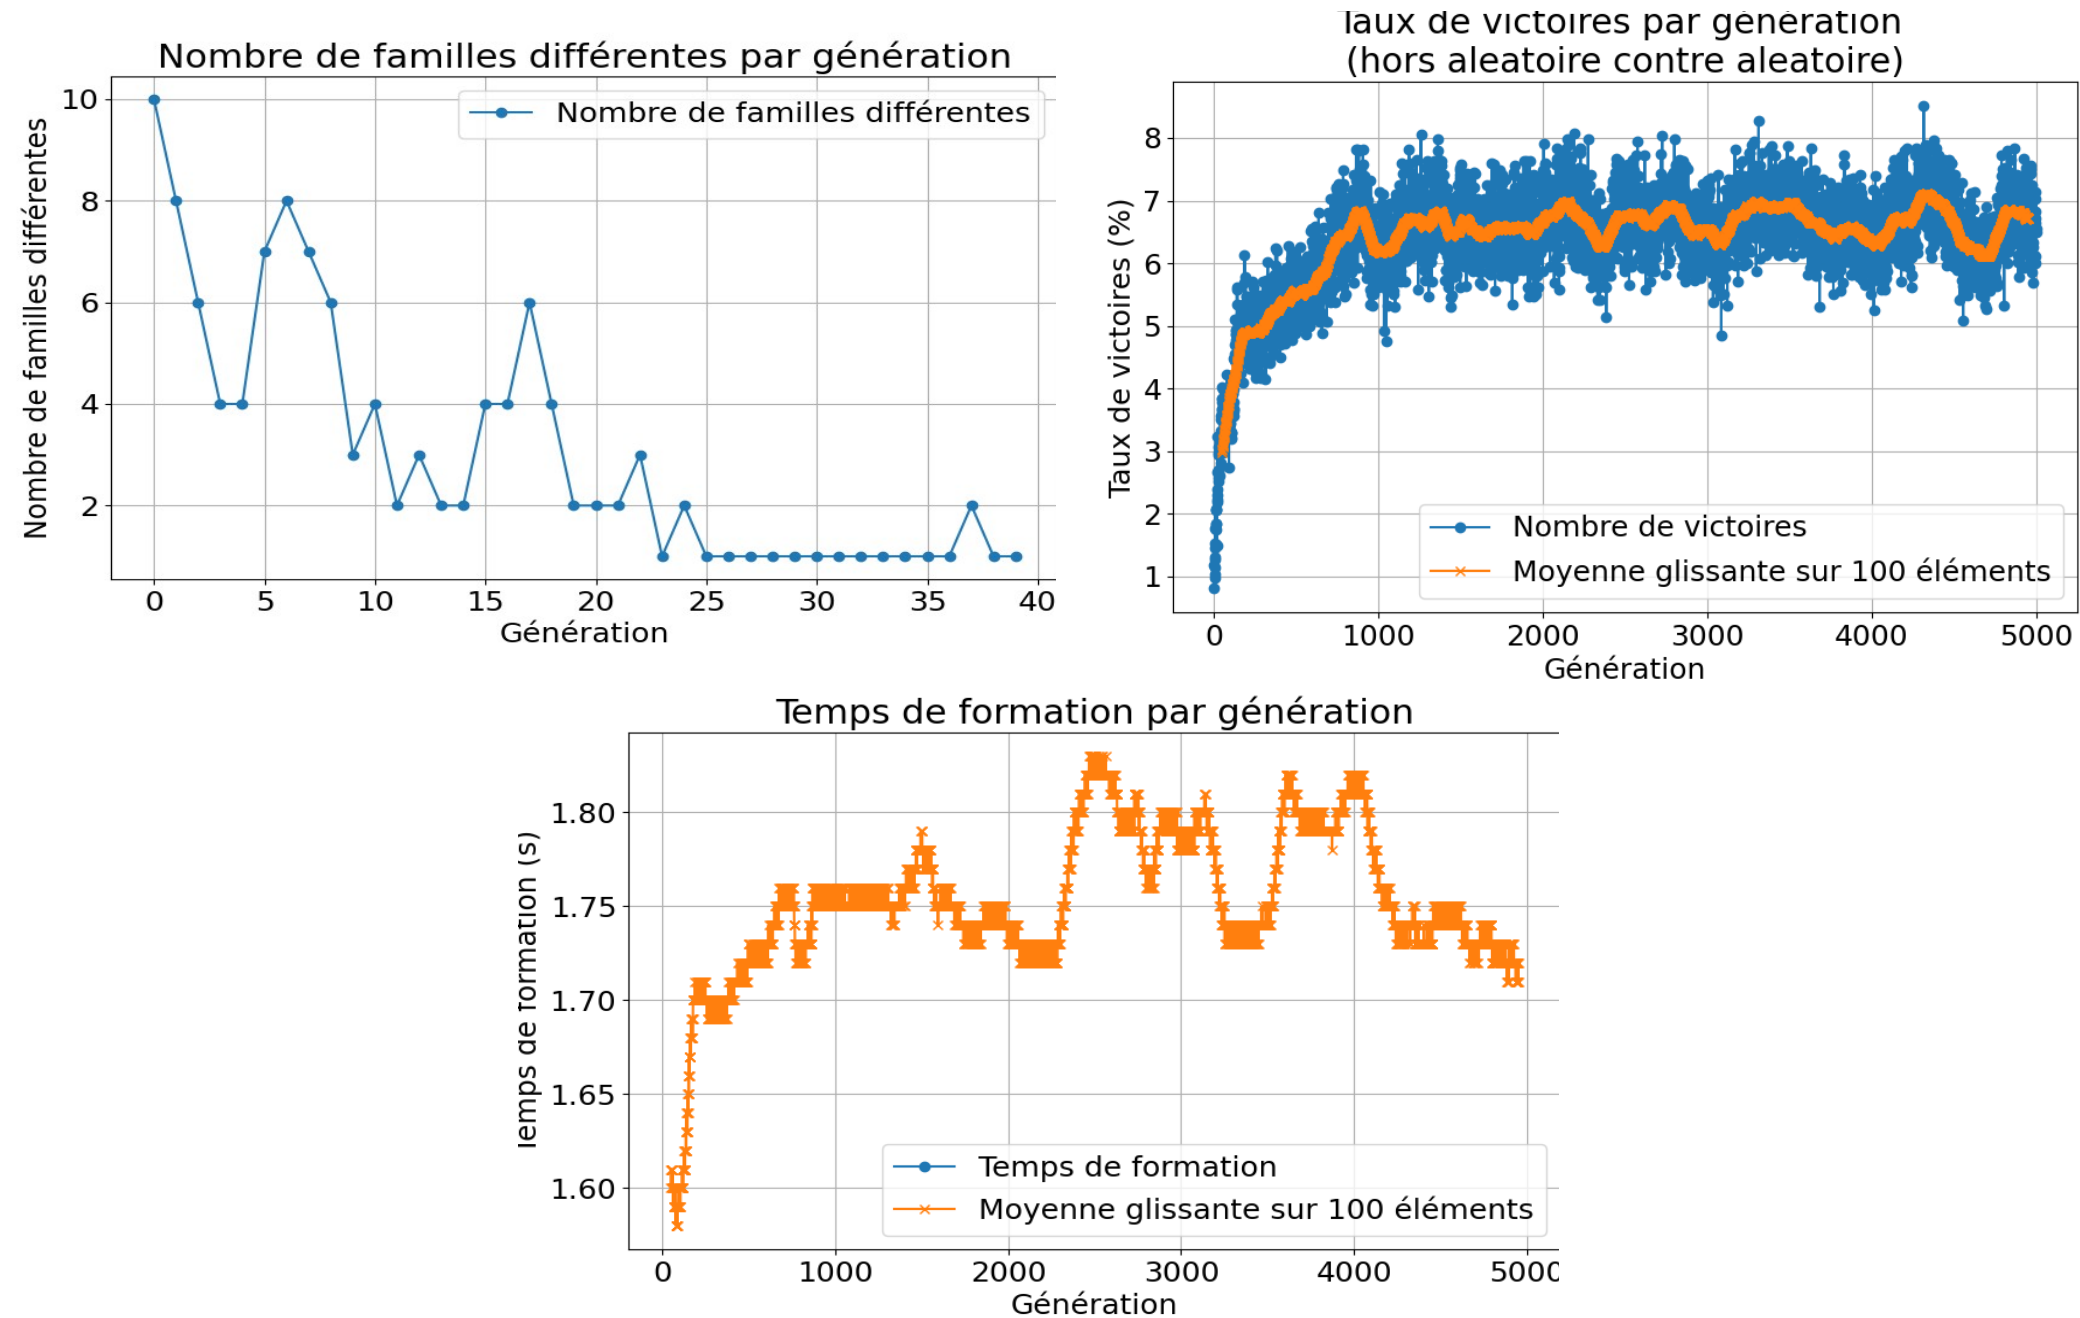 Nombre de familles différentes par génération
Nombre de familles différentes
10
8
6
4
2
Nombre de familles différentes
0 5 10 15 20 25 30 35 40
Génération
Taux de victoires par génération
(hors aleatoire contre aleatoire)
Taux de victoires (%)
8
7
6
5
4
3
2
1
Nombre de victoires
Moyenne glissante sur 100 éléments
0 1000 2000 3000 4000 5000
Génération
Temps de formation par génération
Temps de formation (s)
1.80
1.75
1.70
1.65
1.60
Temps de formation
Moyenne glissante sur 100 éléments
0 1000 2000 3000 4000 5000
Génération